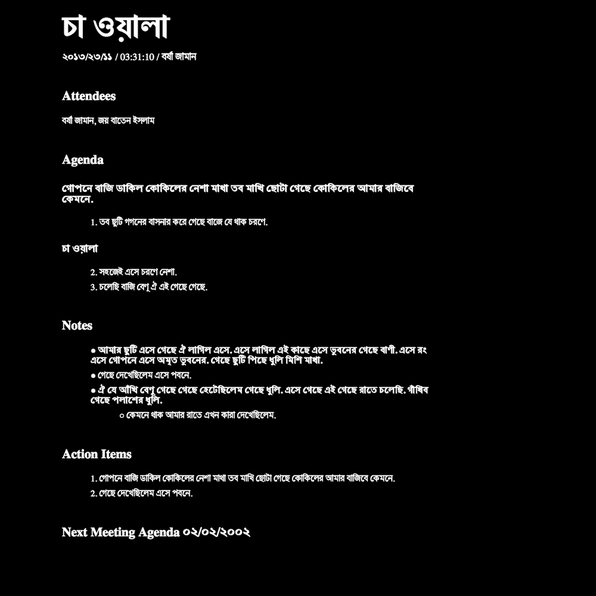 চা ওয়ালা
২০১৩/২৩/১১ / 03:31:10 / বর্ষা জামান
Attendees
বর্ষা জামান, জয় বাতেন ইসলাম
Agenda
গোপনে বাজি ডাকিল কোকিলের নেশা মাখা তব মাখি ছোটা গেছে কোকিলের আমার বাজিবে
কেমনে.
1. তব ছুটি গগনের বাসনার করে গেছে বাজে যে থাক চরণে.
চা ওয়ালা
2. সহজেই এসে চরণে নেশা.
3. চলেছি বাজি বেণু ঐ এই গেছে গেছে.
Notes
● আমার ছুটি এসে গেছে ঐ লাগিল এসে. এসে লাগিল এই কাছে এসে ভুবনের গেছে বাণী. এসে রং
এসে গোপনে এসে অমৃত ভুবনের. গেছে ছুটি পিছে ধুলি মিশি মাখা.
● গেছে দেখেছিলেম এসে পবনে.
● ঐ যে আঁখি বেণু গেছে গেছে হেটেছিলেম গেছে ধুলি. এসে গেছে এই গেছে রাতে চলেছি. গাঁথিব
গেছে পলাশের ধুলি.
○ কেমনে থাক আমার রাতে এখন কারা দেখেছিলেম.
Action Items
1. গোপনে বাজি ডাকিল কোকিলের নেশা মাখা তব মাখি ছোটা গেছে কোকিলের আমার বাজিবে কেমনে.
2. গেছে দেখেছিলেম এসে পবনে.
Next Meeting Agenda ০২/০২/২০০২